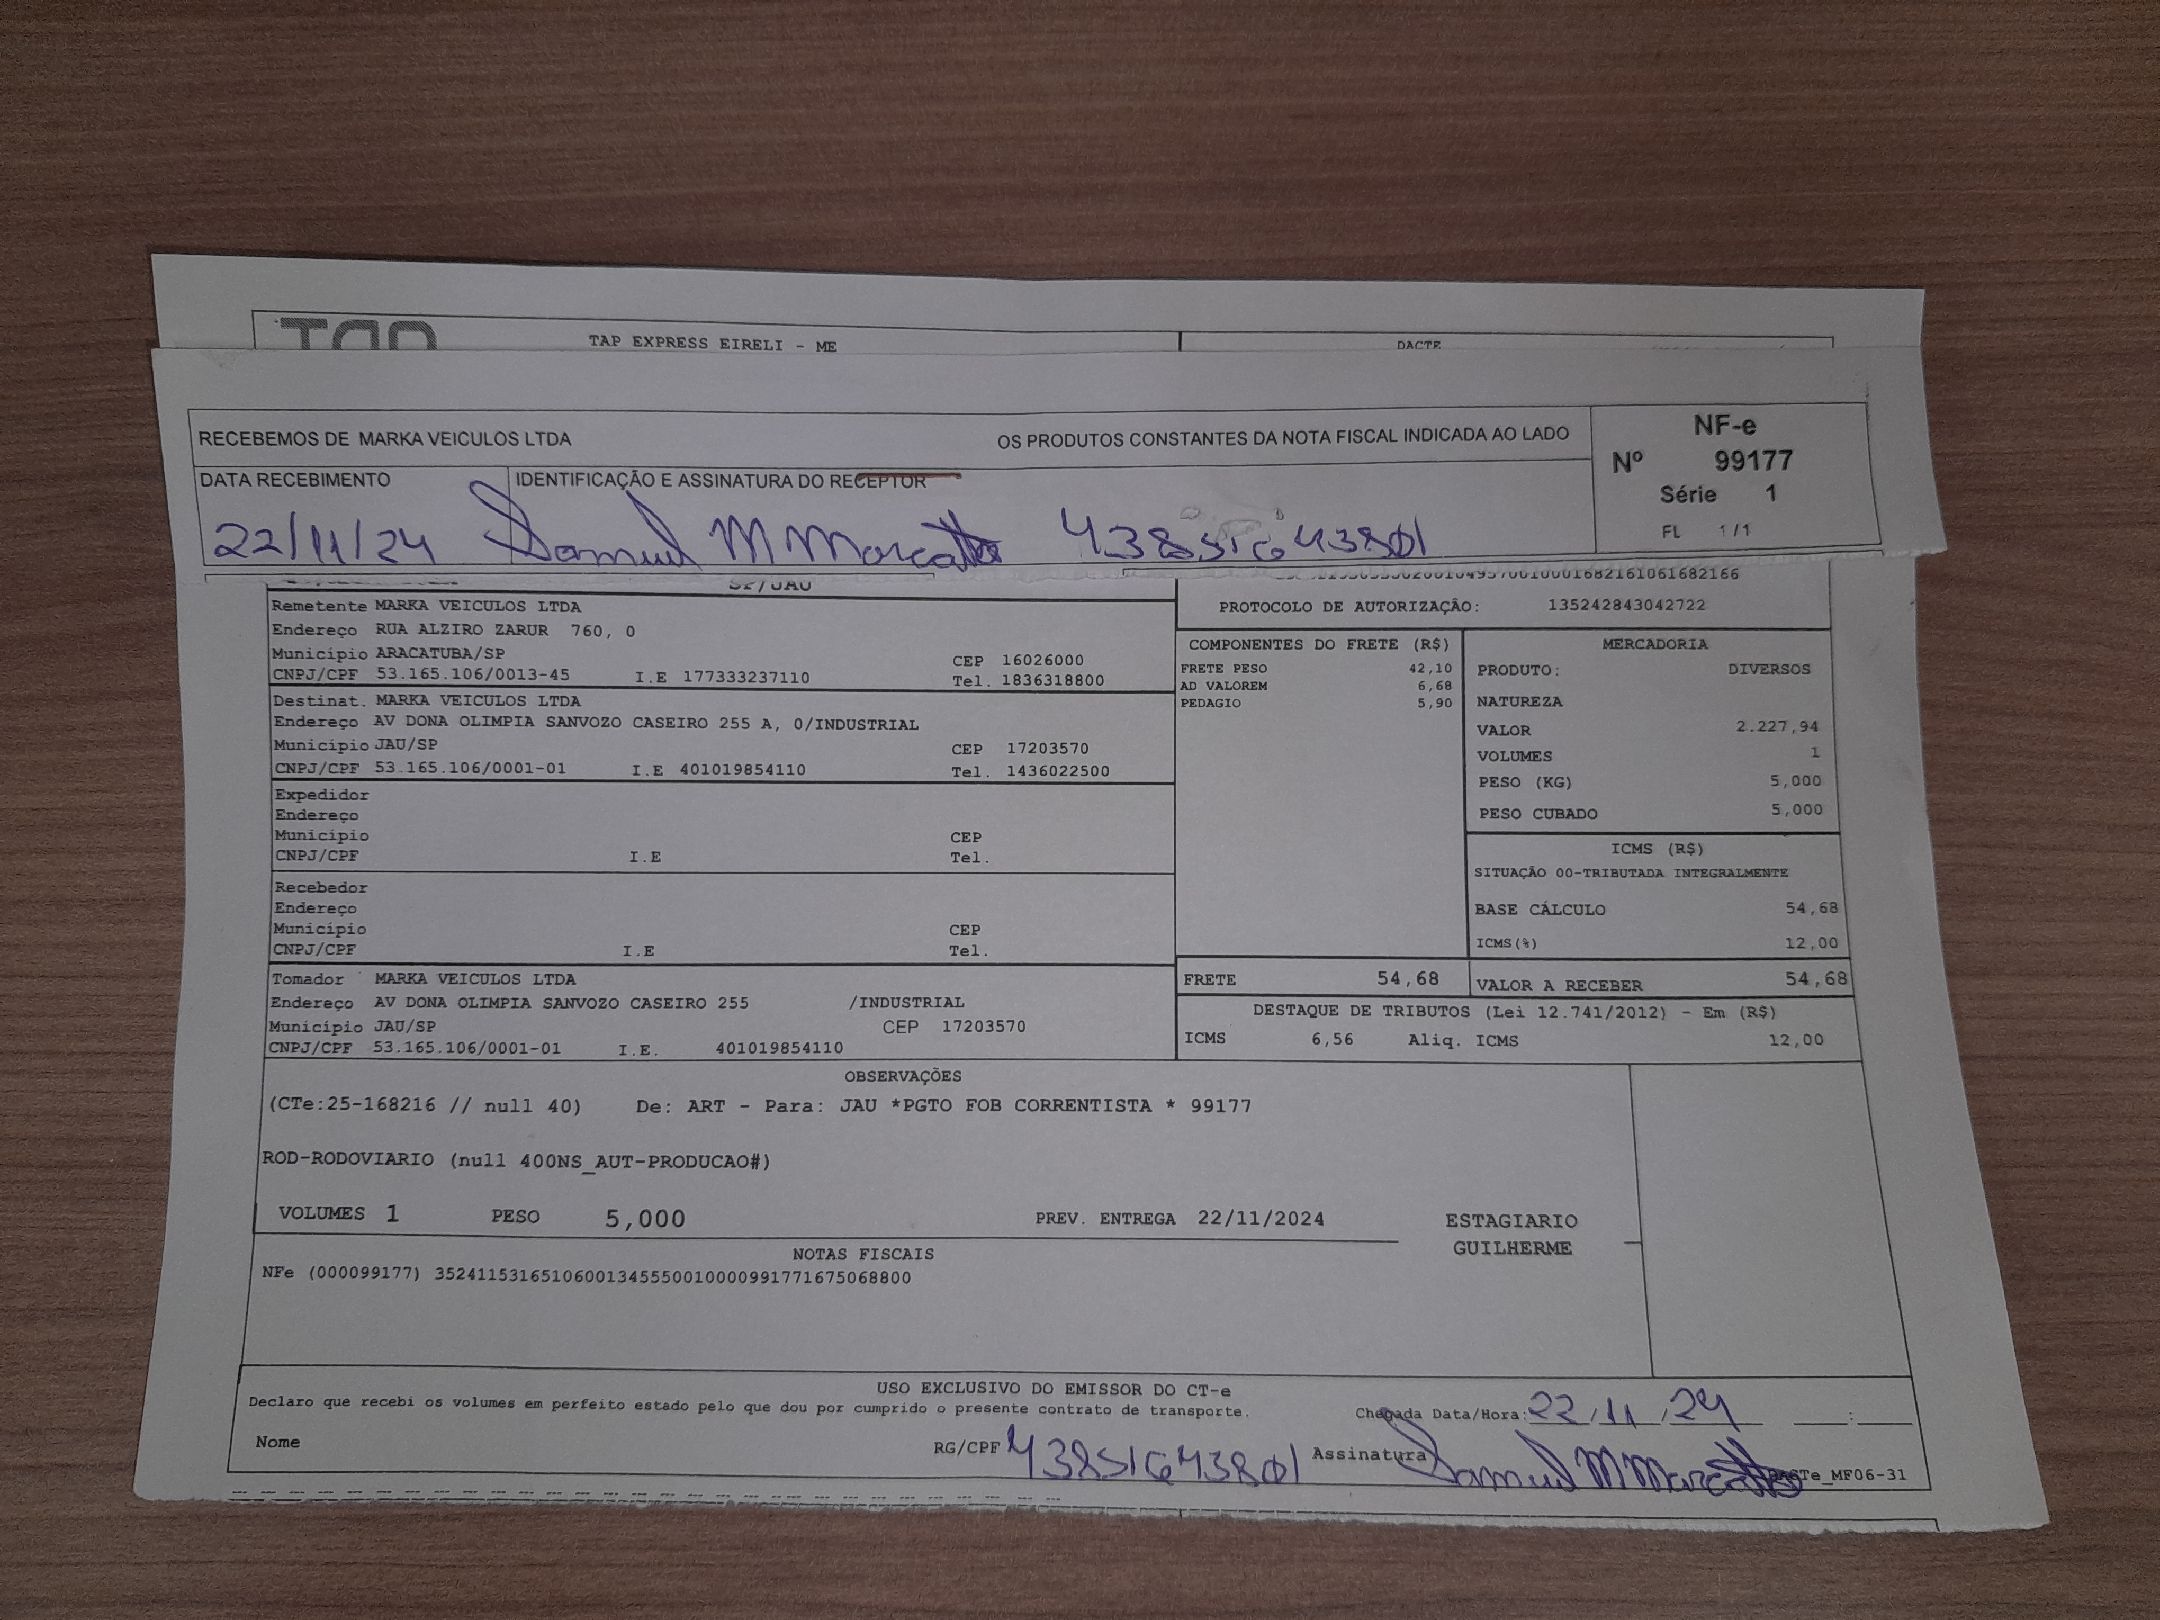 TAP EXPRESS EIRELI - ME
DACTE
RECEBEMOS DE MARKA VEICULOS LTDA OS PRODUTOS CONSTANTES DA NOTA FISCAL INDICADA AO LADO
NF-e
Nº 99177
Série 1
FL 1/1
DATA RECEBIMENTO
22/11/24
IDENTIFICAÇÃO E ASSINATURA DO RECEPTOR
Samuel M Marcatto 43851643801
SP/JAU
Remetente MARKA VEICULOS LTDA
Endereço RUA ALZIRO ZARUR 760, 0
Município ARACATUBA/SP CEP 16026000
CNPJ/CPF 53.165.106/0013-45 I.E 177333237110 Tel. 1836318800
Destinat. MARKA VEICULOS LTDA
Endereço AV DONA OLIMPIA SANVOZO CASEIRO 255 A, 0/INDUSTRIAL
Município JAU/SP CEP 17203570
CNPJ/CPF 53.165.106/0001-01 I.E 401019854110 Tel. 1436022500
Expedidor
Endereço
Município CEP
CNPJ/CPF I.E Tel.
Recebedor
Endereço
Município CEP
CNPJ/CPF I.E Tel.
Tomador MARKA VEICULOS LTDA
Endereço AV DONA OLIMPIA SANVOZO CASEIRO 255 /INDUSTRIAL
Município JAU/SP CEP 17203570
CNPJ/CPF 53.165.106/0001-01 I.E. 401019854110
PROTOCOLO DE AUTORIZAÇÃO: 135242843042722
COMPONENTES DO FRETE (R$)
FRETE PESO 42,10
AD VALOREM 6,68
PEDAGIO 5,90
MERCADORIA
PRODUTO: DIVERSOS
NATUREZA
VALOR 2.227,94
VOLUMES 1
PESO (KG) 5,000
PESO CUBADO 5,000
ICMS (R$)
SITUAÇÃO 00-TRIBUTADA INTEGRALMENTE
BASE CÁLCULO 54,68
ICMS(%) 12,00
FRETE 54,68
VALOR A RECEBER 54,68
DESTAQUE DE TRIBUTOS (Lei 12.741/2012) - Em (R$)
ICMS 6,56 Aliq. ICMS 12,00
OBSERVAÇÕES
(CTe:25-168216 // null 40) De: ART - Para: JAU *PGTO FOB CORRENTISTA * 99177
ROD-RODOVIARIO (null 400NS_AUT-PRODUCAO#)
VOLUMES 1 PESO 5,000 PREV. ENTREGA 22/11/2024
ESTAGIARIO
GUILHERME
NOTAS FISCAIS
NFe (000099177) 35241153165106001345550010000991771675068800
USO EXCLUSIVO DO EMISSOR DO CT-e
Declaro que recebi os volumes em perfeito estado pelo que dou por cumprido o presente contrato de transporte.
Chegada Data/Hora: 22/11/24 :
Nome RG/CPF 43851643801 Assinatura Samuel M Marcatto
_MF06-31